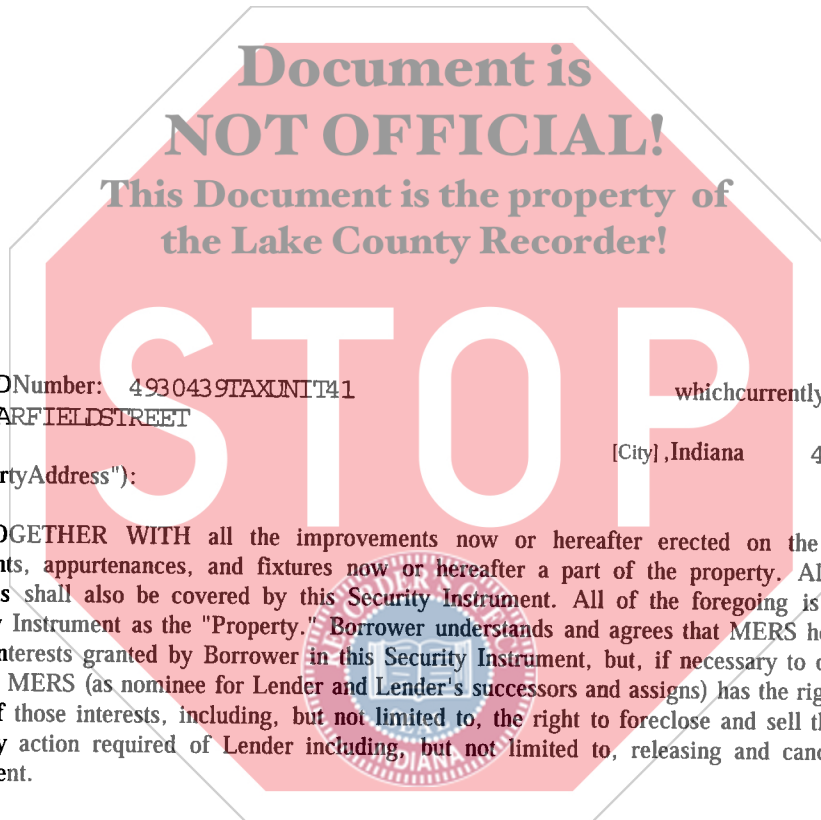 Document is
NOT OFFICIAL!
This Document is the property of
the Lake County Recorder!
STOP
Number: 4930439TAXUNIT41 whichcurrently
ARFIELDSTREET
[City] ,Indiana 4
rtyAddress"):
OGETHER WITH all the improvements now or hereafter erected on the
nts, appurtenances, and fixtures now or hereafter a part of the property.
s shall also be covered by this Security Instrument. All of the foregoing is
Instrument as the "Property." Borrower understands and agrees that MERS
nterests granted by Borrower in this Security Instrument, but, if necessary to
MERS (as nominee for Lender and Lender's successors and assigns) has the rig
f those interests, including, but not limited to, the right to foreclose and sell
y action required of Lender including, but not limited to, releasing and canc
ent.
RECORDER'S OFFICE
INDIANA